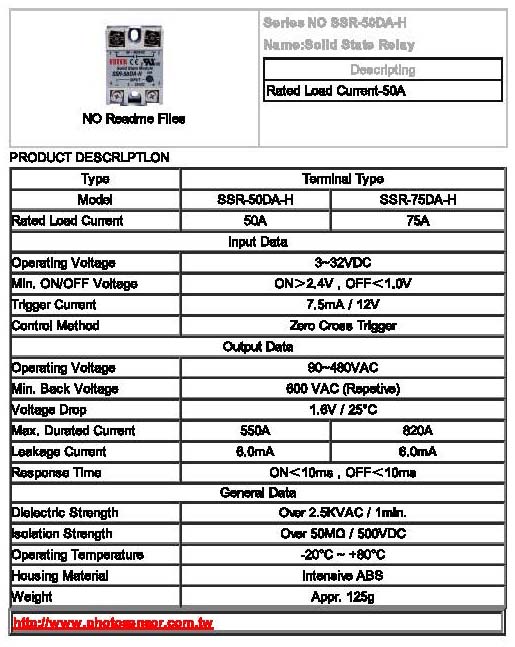 Series NO SSR-50DA-H
Name:Solid State Relay
Descripting
Rated Load Current-50A
FOTEK
Solid State Module
SSR-50DA-H
INPUT
NO Readme Files
PRODUCT DESCRLPTLON
Type Terminal Type
Model SSR-50DA-H SSR-75DA-H
Rated Load Current 50A 75A
Input Data
Operating Voltage 3~32VDC
Min. ON/OFF Voltage ON>2.4V , OFF<1.0V
Trigger Current 7.5mA / 12V
Control Method Zero Cross Trigger
Output Data
Operating Voltage 90~480VAC
Min. Back Voltage 600 VAC (Repetive)
Voltage Drop 1.6V / 25°C
Max. Durated Current 550A 820A
Leakage Current 6.0mA 6.0mA
Response Time ON<10ms , OFF<10ms
General Data
Dielectric Strength Over 2.5KVAC / 1min.
Isolation Strength Over 50MΩ / 500VDC
Operating Temperature -20°C ~ +80°C
Housing Material Intensive ABS
Weight Appr. 125g
http://www.photosensor.com.tw